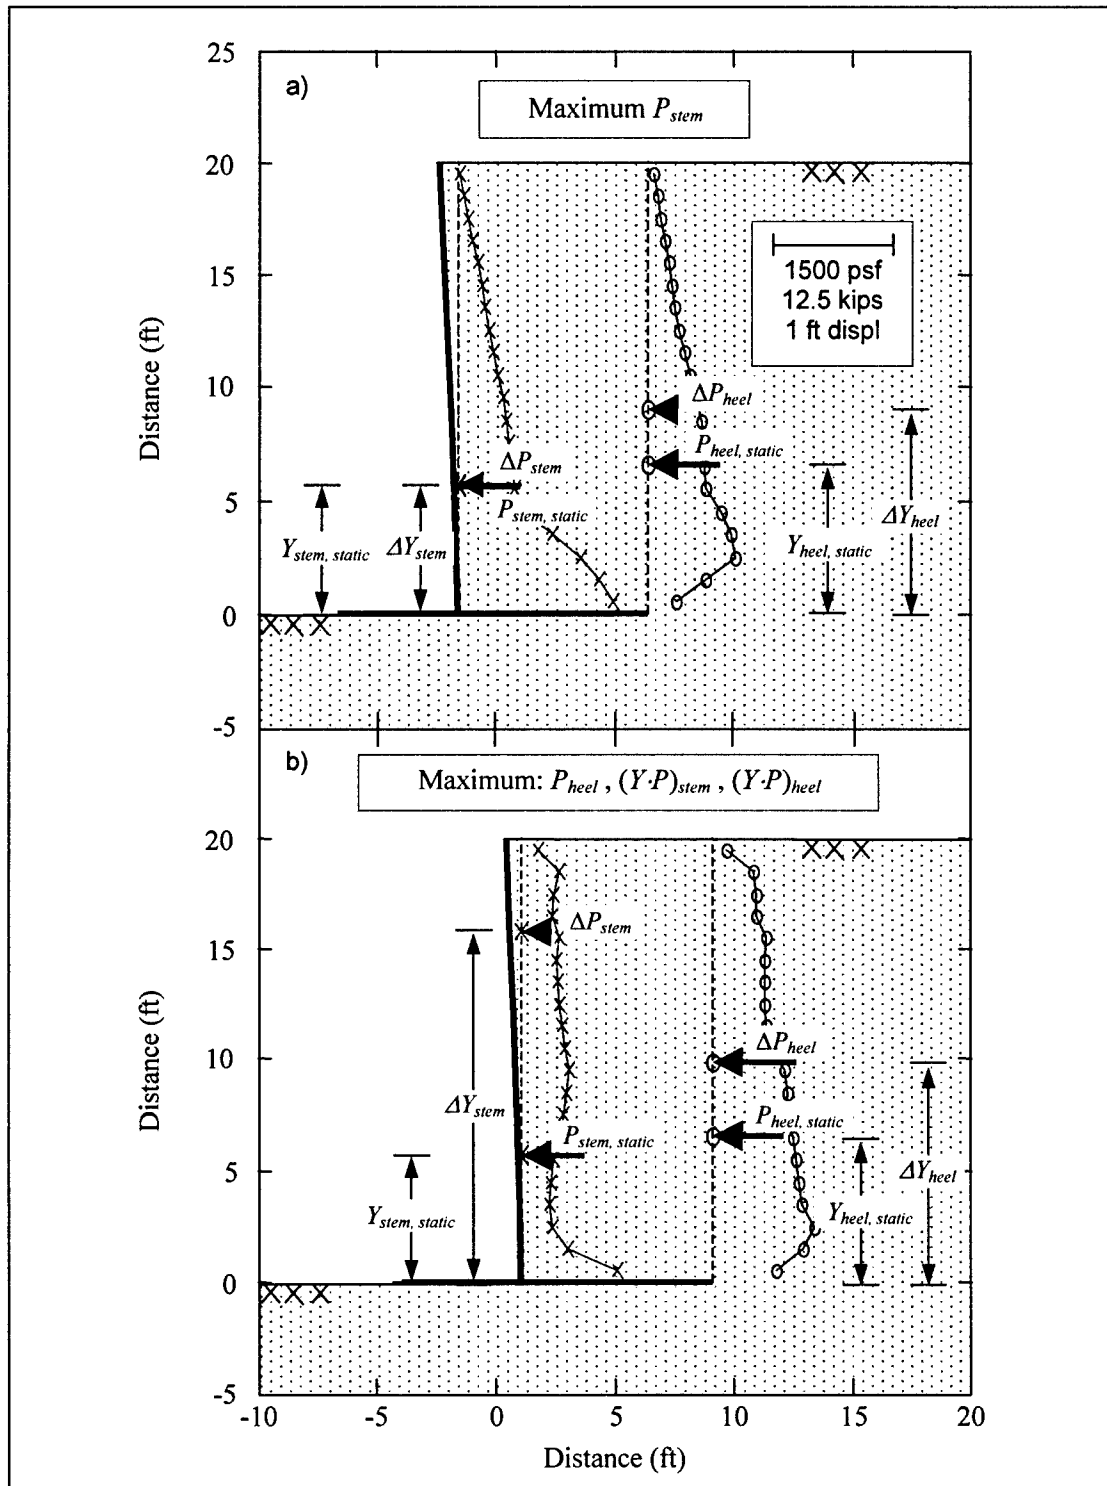 25
a)
Maximum P_stem
20
1500 psf
12.5 kips
1 ft displ
15
Distance (ft)
10
ΔP_heel
P_heel, static
ΔP_stem
5
P_stem, static
Y_stem, static
ΔY_stem
Y_heel, static
ΔY_heel
0
-5
b)
Maximum: P_heel , (Y·P)_stem , (Y·P)_heel
20
ΔP_stem
15
Distance (ft)
10
ΔP_heel
ΔY_stem
P_stem, static
P_heel, static
5
Y_stem, static
Y_heel, static
ΔY_heel
0
-5
-10 -5 0 5 10 15 20
Distance (ft)